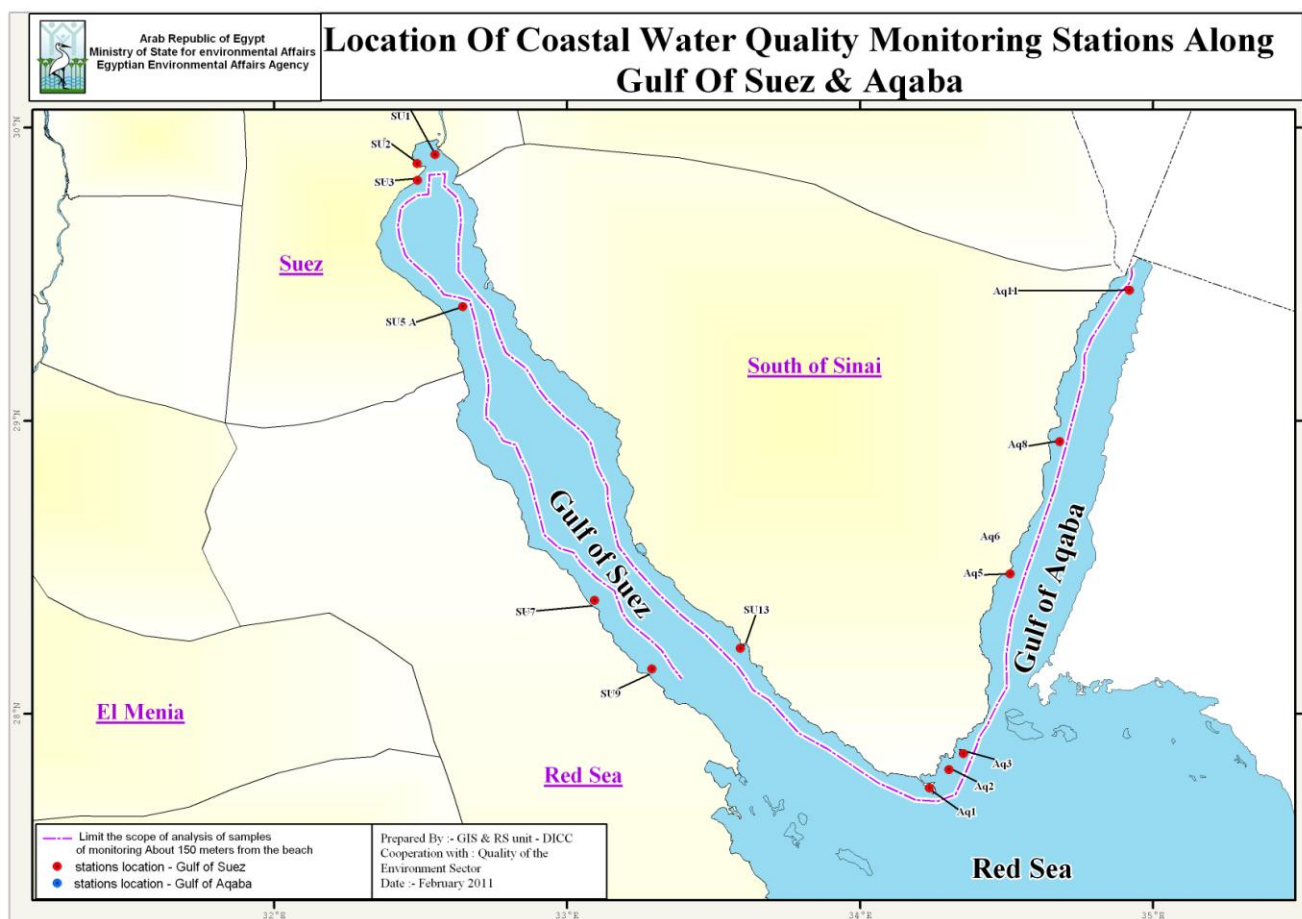 Arab Republic of Egypt
Ministry of State for environmental Affairs
Egyptian Environmental Affairs Agency
Location Of Coastal Water Quality Monitoring Stations Along
Gulf Of Suez & Aqaba
30°N
29°N
28°N
SU1
SU2
SU3
Suez
SU5 A
Aq11
South of Sinai
Aq8
Gulf of Suez
Gulf of Aqaba
Aq6
Aq5
SU7
SU13
SU9
El Menia
Red Sea
Aq3
Aq2
Aq1
Red Sea
Limit the scope of analysis of samples
of monitoring About 150 meters from the beach
stations location - Gulf of Suez
stations location - Gulf of Aqaba
Prepared By :- GIS & RS unit - DICC
Cooperation with : Quality of the
Environment Sector
Date :- February 2011
32°E
33°E
34°E
35°E